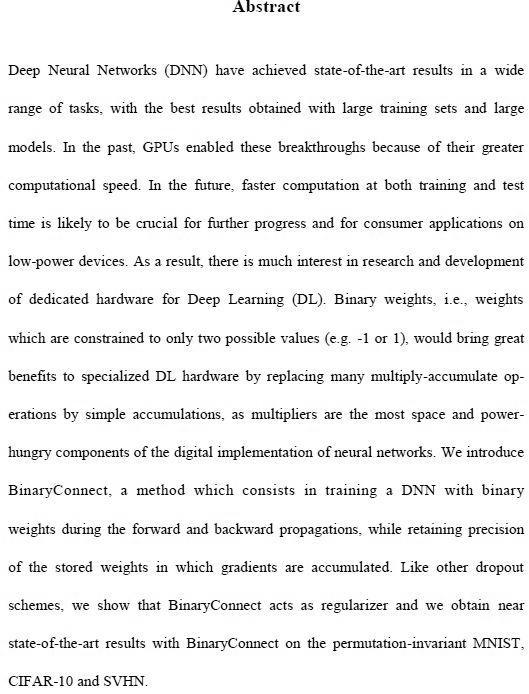 Abstract
Deep Neural Networks (DNN) have achieved state-of-the-art results in a wide
range of tasks, with the best results obtained with large training sets and large
models. In the past, GPUs enabled these breakthroughs because of their greater
computational speed. In the future, faster computation at both training and test
time is likely to be crucial for further progress and for consumer applications on
low-power devices. As a result, there is much interest in research and development
of dedicated hardware for Deep Learning (DL). Binary weights, i.e., weights
which are constrained to only two possible values (e.g. -1 or 1), would bring great
benefits to specialized DL hardware by replacing many multiply-accumulate op-
erations by simple accumulations, as multipliers are the most space and power-
hungry components of the digital implementation of neural networks. We introduce
BinaryConnect, a method which consists in training a DNN with binary
weights during the forward and backward propagations, while retaining precision
of the stored weights in which gradients are accumulated. Like other dropout
schemes, we show that BinaryConnect acts as regularizer and we obtain near
state-of-the-art results with BinaryConnect on the permutation-invariant MNIST,
CIFAR-10 and SVHN.